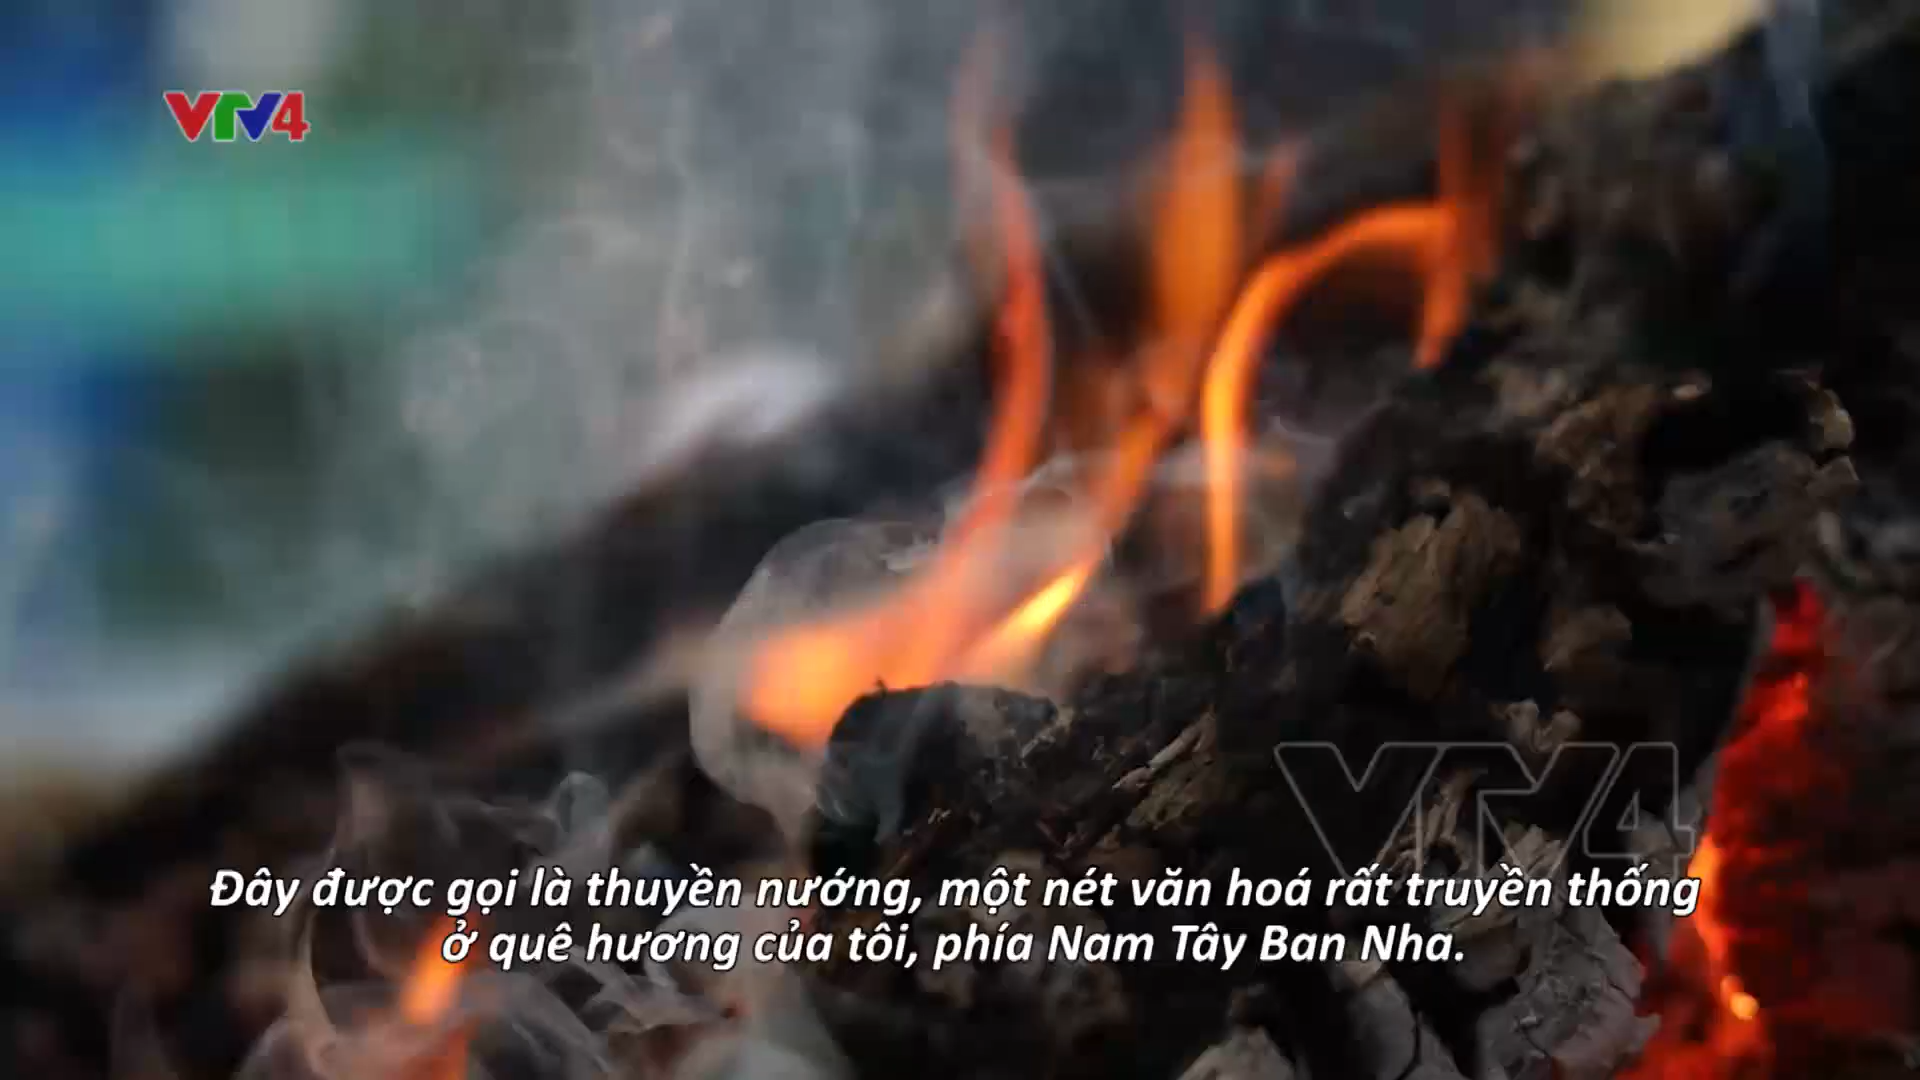 VTV4
VTV4
Đây được gọi là thuyền nướng, một nét văn hoá rất truyền thống
ở quê hương của tôi, phía Nam Tây Ban Nha.